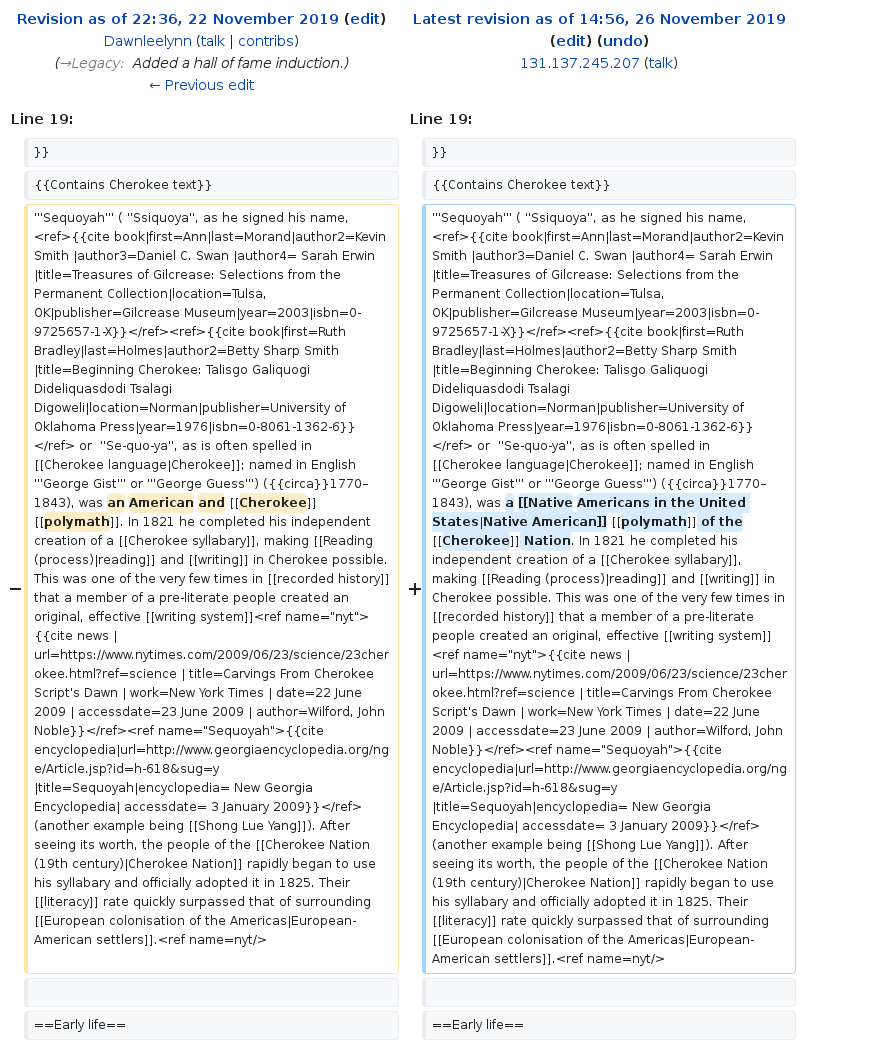 Revision as of 22:36, 22 November 2019 (edit)
Dawnleelynn (talk | contribs)
(→Legacy: Added a hall of fame induction.)
← Previous edit
Latest revision as of 14:56, 26 November 2019
(edit) (undo)
131.137.245.207 (talk)
Line 19:
Line 19:
}}
}}
{{Contains Cherokee text}}
{{Contains Cherokee text}}
−
'''Sequoyah''' ( ''Ssiquoya'', as he signed his name,
<ref>{{cite book|first=Ann|last=Morand|author2=Kevin
Smith |author3=Daniel C. Swan |author4= Sarah Erwin
|title=Treasures of Gilcrease: Selections from the
Permanent Collection|location=Tulsa,
OK|publisher=Gilcrease Museum|year=2003|isbn=0-
9725657-1-X}}</ref><ref>{{cite book|first=Ruth
Bradley|last=Holmes|author2=Betty Sharp Smith
|title=Beginning Cherokee: Talisgo Galiquogi
Dideliquasdodi Tsalagi
Digoweli|location=Norman|publisher=University of
Oklahoma Press|year=1976|isbn=0-8061-1362-6}}
</ref> or  ''Se-quo-ya'', as is often spelled in
[[Cherokee language|Cherokee]]; named in English
'''George Gist''' or '''George Guess''') ({{circa}}1770–
1843), was an American and [[Cherokee]]
[[polymath]]. In 1821 he completed his independent
creation of a [[Cherokee syllabary]], making [[Reading
(process)|reading]] and [[writing]] in Cherokee possible.
This was one of the very few times in [[recorded history]]
that a member of a pre-literate people created an
original, effective [[writing system]]<ref name="nyt">
{{cite news |
url=https://www.nytimes.com/2009/06/23/science/23cher
okee.html?ref=science | title=Carvings From Cherokee
Script's Dawn | work=New York Times | date=22 June
2009 | accessdate=23 June 2009 | author=Wilford, John
Noble}}</ref><ref name="Sequoyah">{{cite
encyclopedia|url=http://www.georgiaencyclopedia.org/ng
e/Article.jsp?id=h-618&sug=y
|title=Sequoyah|encyclopedia= New Georgia
Encyclopedia| accessdate= 3 January 2009}}</ref>
(another example being [[Shong Lue Yang]]). After
seeing its worth, the people of the [[Cherokee Nation
(19th century)|Cherokee Nation]] rapidly began to use
his syllabary and officially adopted it in 1825. Their
[[literacy]] rate quickly surpassed that of surrounding
[[European colonisation of the Americas|European-
American settlers]].<ref name=nyt/>
+
'''Sequoyah''' ( ''Ssiquoya'', as he signed his name,
<ref>{{cite book|first=Ann|last=Morand|author2=Kevin
Smith |author3=Daniel C. Swan |author4= Sarah Erwin
|title=Treasures of Gilcrease: Selections from the
Permanent Collection|location=Tulsa,
OK|publisher=Gilcrease Museum|year=2003|isbn=0-
9725657-1-X}}</ref><ref>{{cite book|first=Ruth
Bradley|last=Holmes|author2=Betty Sharp Smith
|title=Beginning Cherokee: Talisgo Galiquogi
Dideliquasdodi Tsalagi
Digoweli|location=Norman|publisher=University of
Oklahoma Press|year=1976|isbn=0-8061-1362-6}}
</ref> or  ''Se-quo-ya'', as is often spelled in
[[Cherokee language|Cherokee]]; named in English
'''George Gist''' or '''George Guess''') ({{circa}}1770–
1843), was a [[Native Americans in the United
States|Native American]] [[polymath]] of the
[[Cherokee]] Nation. In 1821 he completed his
independent creation of a [[Cherokee syllabary]],
making [[Reading (process)|reading]] and [[writing]] in
Cherokee possible. This was one of the very few times in
[[recorded history]] that a member of a pre-literate
people created an original, effective [[writing system]]
<ref name="nyt">{{cite news |
url=https://www.nytimes.com/2009/06/23/science/23cher
okee.html?ref=science | title=Carvings From Cherokee
Script's Dawn | work=New York Times | date=22 June
2009 | accessdate=23 June 2009 | author=Wilford, John
Noble}}</ref><ref name="Sequoyah">{{cite
encyclopedia|url=http://www.georgiaencyclopedia.org/ng
e/Article.jsp?id=h-618&sug=y
|title=Sequoyah|encyclopedia= New Georgia
Encyclopedia| accessdate= 3 January 2009}}</ref>
(another example being [[Shong Lue Yang]]). After
seeing its worth, the people of the [[Cherokee Nation
(19th century)|Cherokee Nation]] rapidly began to use
his syllabary and officially adopted it in 1825. Their
[[literacy]] rate quickly surpassed that of surrounding
[[European colonisation of the Americas|European-
American settlers]].<ref name=nyt/>
==Early life==
==Early life==